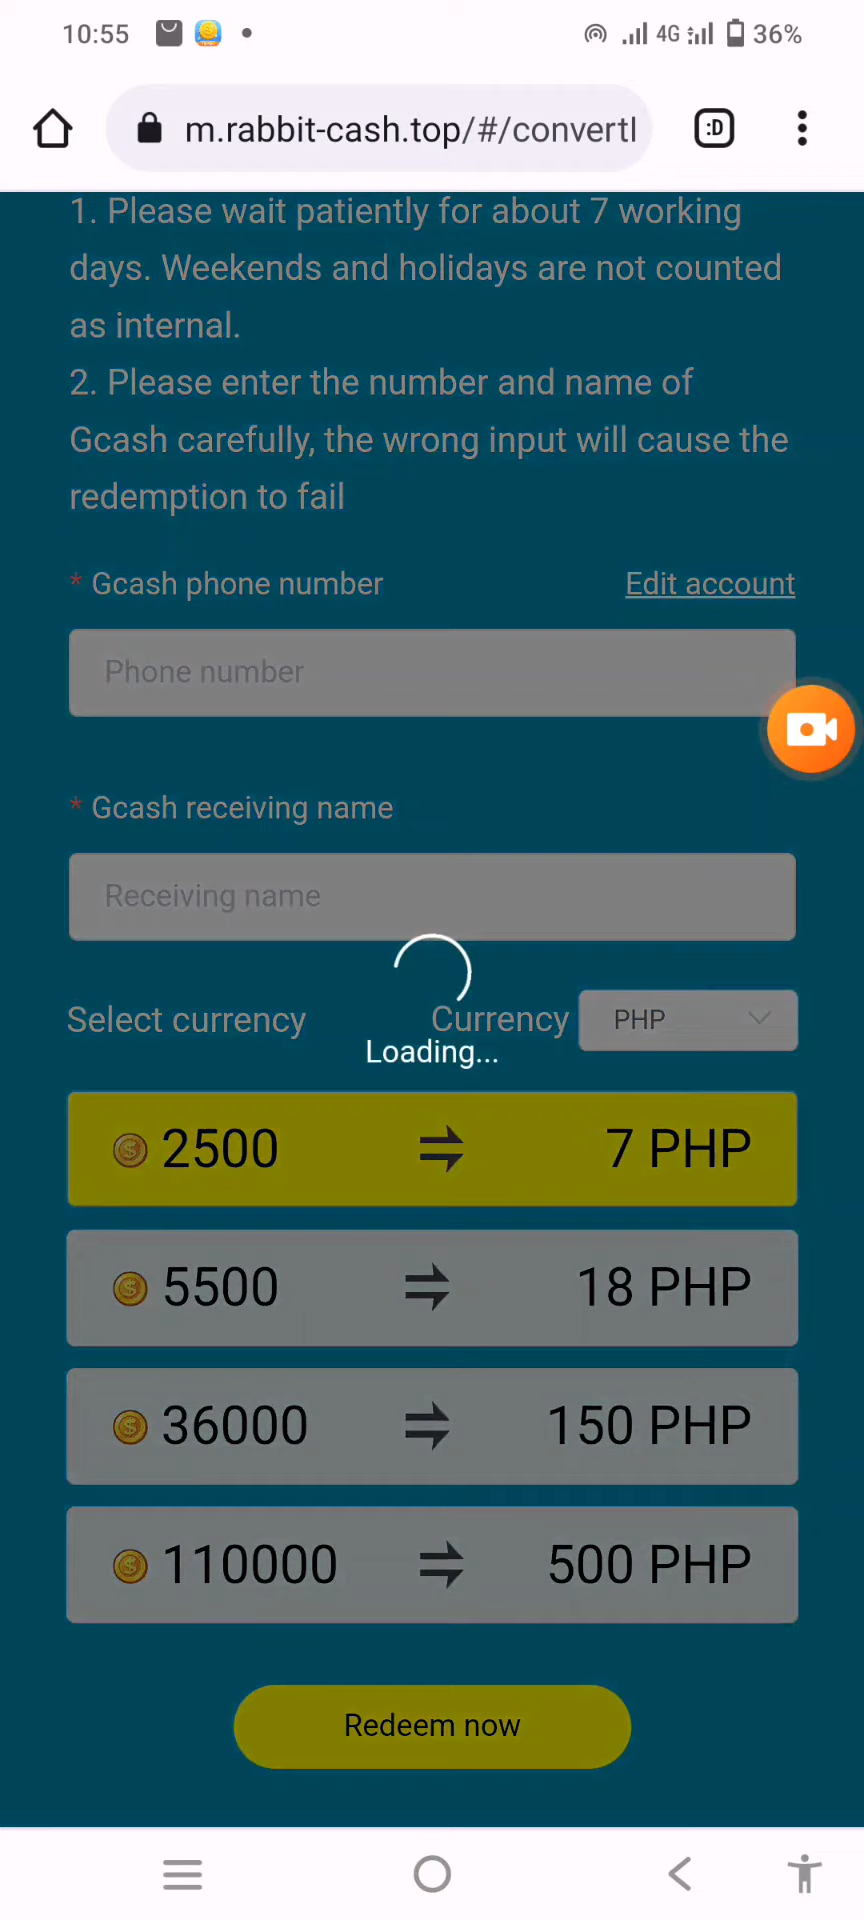 10:55
4G
36%
m.rabbit-cash.top/#/convertI
:D
1. Please wait patiently for about 7 working
days. Weekends and holidays are not counted
as internal.
2. Please enter the number and name of
Gcash carefully, the wrong input will cause the
redemption to fail
* Gcash phone number
Edit account
Phone number
* Gcash receiving name
Receiving name
Select currency
Currency
PHP
Loading...
2500 7 PHP
5500 18 PHP
36000 150 PHP
110000 500 PHP
Redeem now